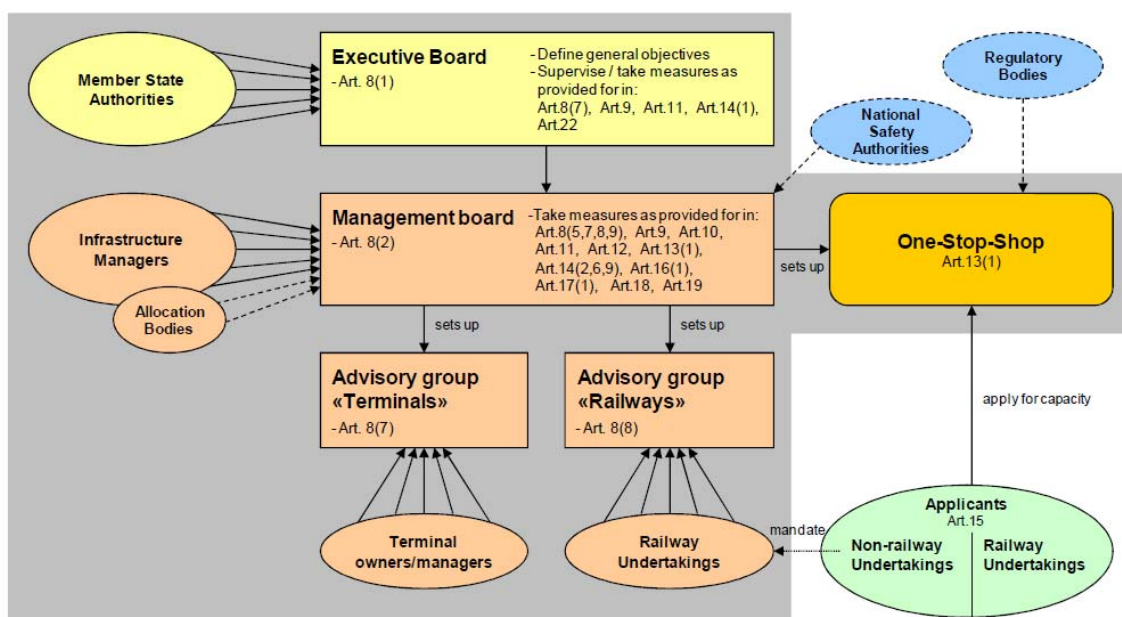 Member State
Authorities
Executive Board
- Art. 8(1)
- Define general objectives
- Supervise / take measures as
provided for in:
Art.8(7), Art.9, Art.11, Art.14(1),
Art.22
Regulatory
Bodies
National
Safety
Authorities
Infrastructure
Managers
Allocation
Bodies
Management board
- Art. 8(2)
-Take measures as provided for in:
Art.8(5,7,8,9), Art.9, Art.10,
Art.11, Art.12, Art.13(1),
Art.14(2,6,9), Art.16(1),
Art.17(1), Art.18, Art.19
sets up
One-Stop-Shop
Art.13(1)
sets up
sets up
Advisory group
«Terminals»
- Art. 8(7)
Advisory group
«Railways»
- Art. 8(8)
apply for capacity
Terminal
owners/managers
Railway
Undertakings
mandate
Applicants
Art.15
Non-railway
Undertakings
Railway
Undertakings